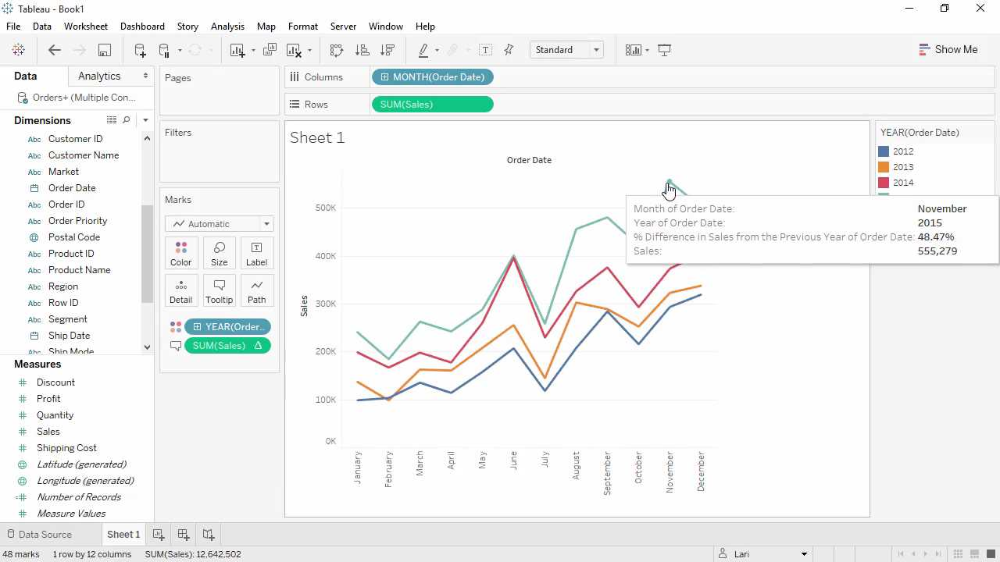 Tableau - Book1
File Data Worksheet Dashboard Story Analysis Map Format Server Window Help
Standard
Show Me
Data
Analytics
Orders+ (Multiple Con...
Dimensions
Abc Customer ID
Abc Customer Name
Abc Market
Order Date
Abc Order ID
Abc Order Priority
Postal Code
Abc Product ID
Abc Product Name
Abc Region
Abc Row ID
Abc Segment
Ship Date
Abc Ship Mode
Measures
Discount
Profit
Quantity
Sales
Shipping Cost
Latitude (generated)
Longitude (generated)
Number of Records
Measure Values
Pages
Filters
Marks
Automatic
Color Size Label
Detail Tooltip Path
YEAR(Order..
SUM(Sales) Δ
Columns MONTH(Order Date)
Rows SUM(Sales)
Sheet 1
Order Date
Sales
500K
400K
300K
200K
100K
0K
January
February
March
April
May
June
July
August
September
October
November
December
Month of Order Date: November
Year of Order Date: 2015
% Difference in Sales from the Previous Year of Order Date: 48.47%
Sales: 555,279
YEAR(Order Date)
2012
2013
2014
Data Source
Sheet 1
48 marks 1 row by 12 columns SUM(Sales): 12,642,502
Lari